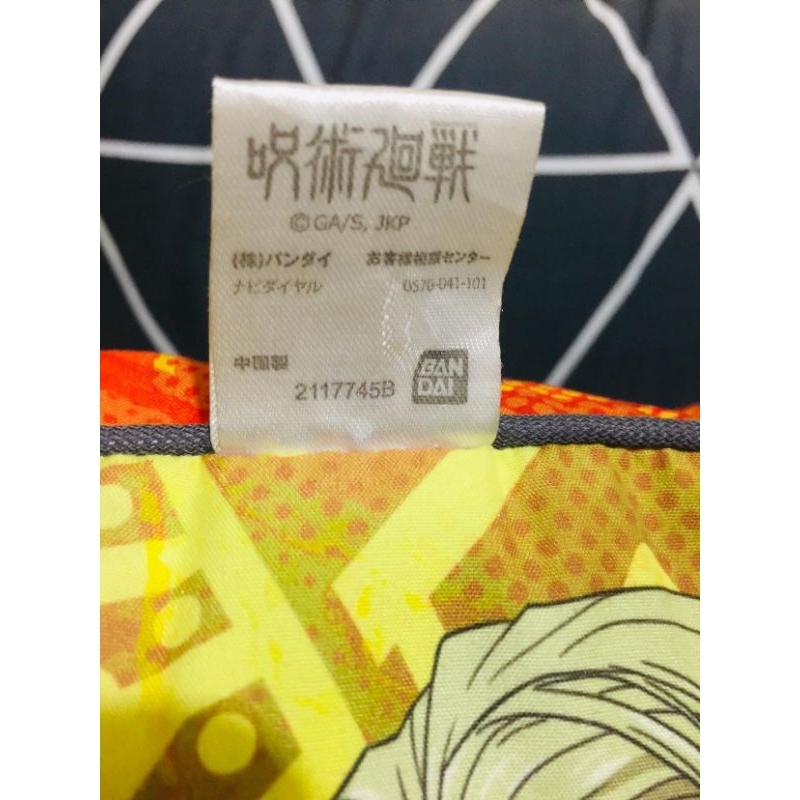 呪術廻戦
©GA/S, JKP
(株)バンダイ お客様相談センター
ナビダイヤル 0570-041-101
中国製
2117745B
BAN
DAI